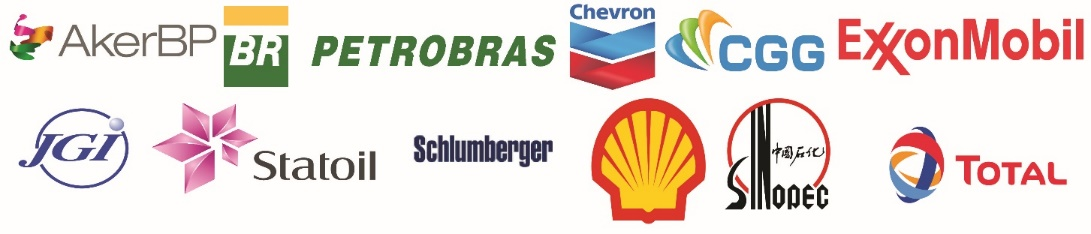 AkerBP
BR PETROBRAS
Chevron
CGG
ExxonMobil
JGI
Statoil
Schlumberger
中国石化
SINOPEC
TOTAL